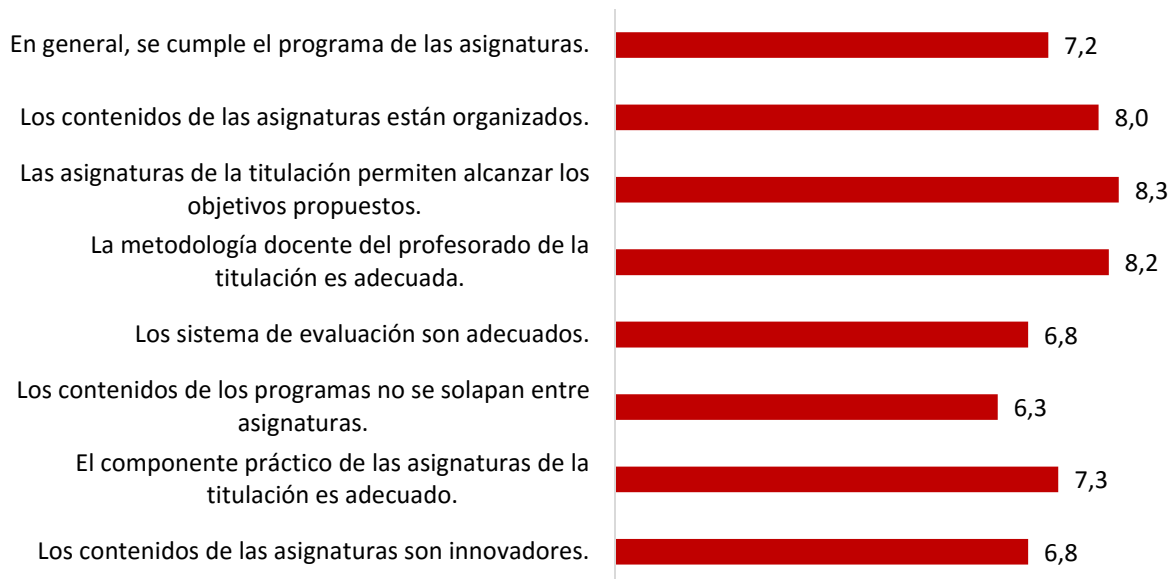 En general, se cumple el programa de las asignaturas.
7,2
Los contenidos de las asignaturas están organizados.
8,0
Las asignaturas de la titulación permiten alcanzar los
objetivos propuestos.
8,3
La metodología docente del profesorado de la
titulación es adecuada.
8,2
Los sistema de evaluación son adecuados.
6,8
Los contenidos de los programas no se solapan entre
asignaturas.
6,3
El componente práctico de las asignaturas de la
titulación es adecuado.
7,3
Los contenidos de las asignaturas son innovadores.
6,8